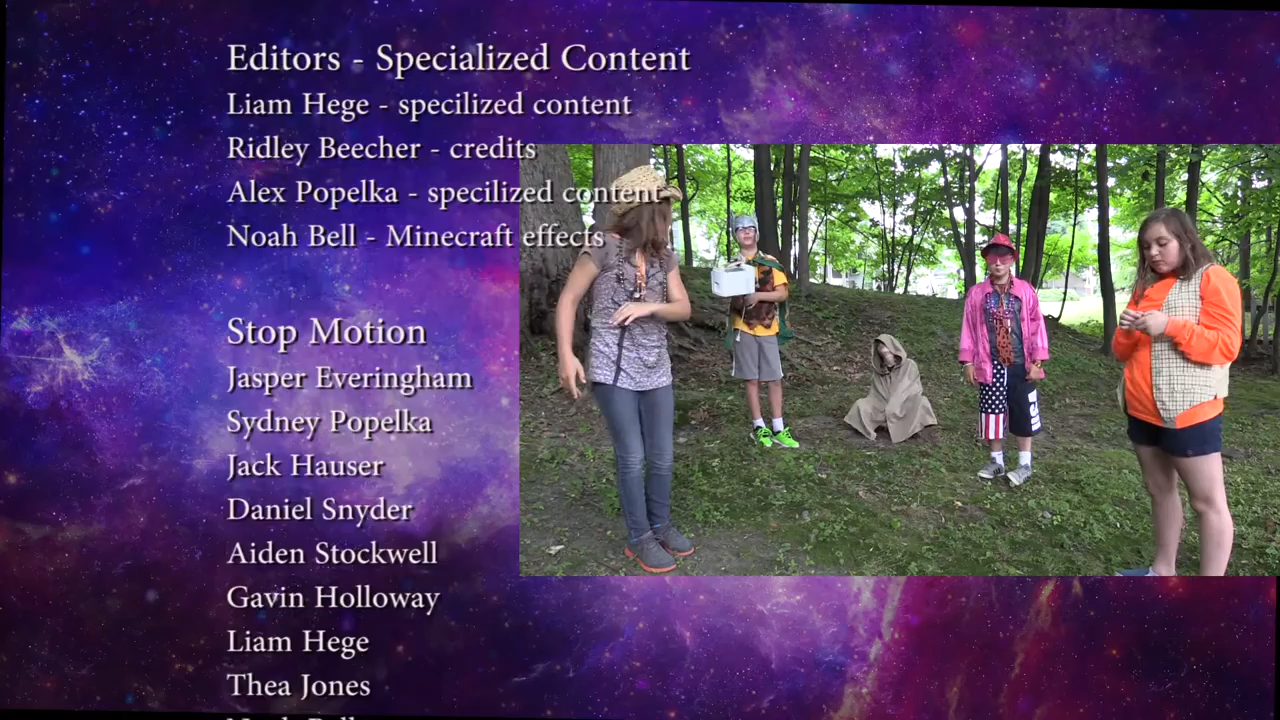 Editors - Specialized Content
Liam Hege - specilized content
Ridley Beecher - credits
Alex Popelka - specilized content
Noah Bell - Minecraft effects
Stop Motion
Jasper Everingham
Sydney Popelka
Jack Hauser
Daniel Snyder
Aiden Stockwell
Gavin Holloway
Liam Hege
Thea Jones